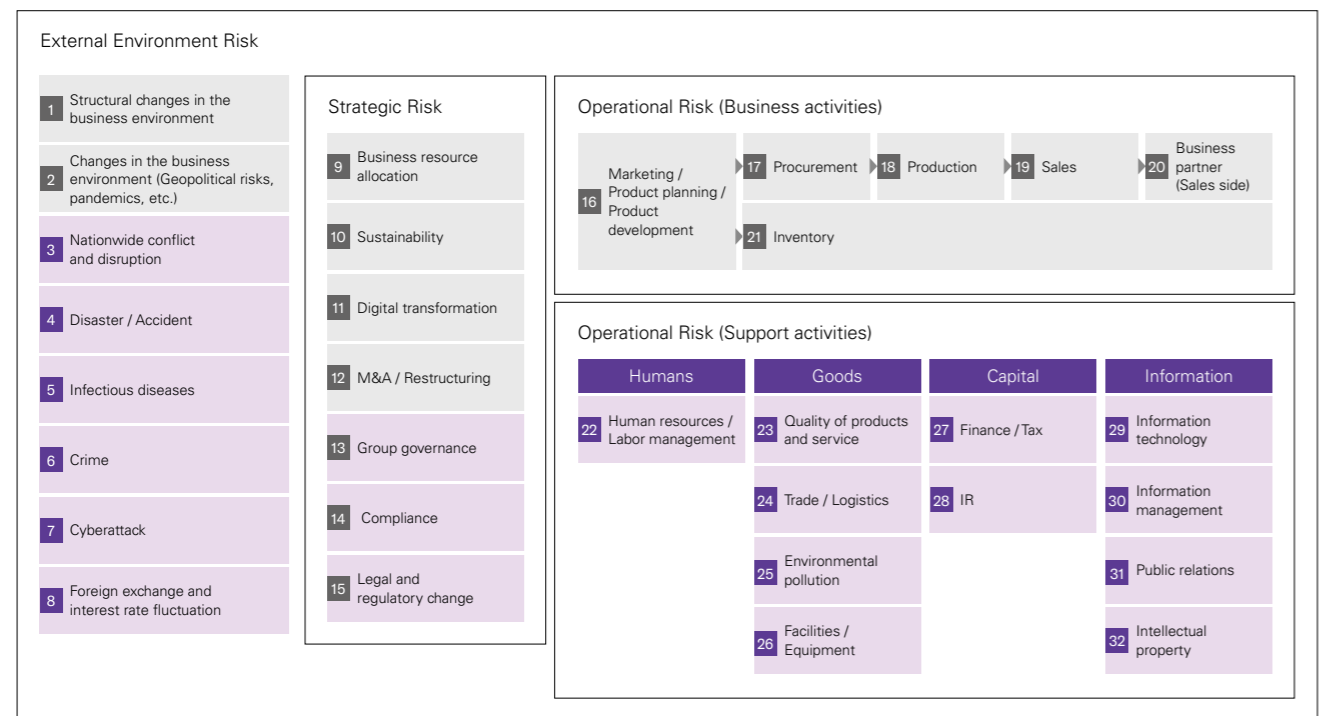 External Environment Risk
1
Structural changes in the
business environment
2
Changes in the business
environment (Geopolitical risks,
pandemics, etc.)
3
Nationwide conflict
and disruption
4
Disaster / Accident
5
Infectious diseases
6
Crime
7
Cyberattack
8
Foreign exchange and
interest rate fluctuation
Strategic Risk
9
Business resource
allocation
10
Sustainability
11
Digital transformation
12
M&A / Restructuring
13
Group governance
14
Compliance
15
Legal and
regulatory change
Operational Risk (Business activities)
16
Marketing /
Product planning /
Product
development
17
Procurement
18
Production
19
Sales
20
Business
partner
(Sales side)
21
Inventory
Operational Risk (Support activities)
Humans
22
Human resources /
Labor management
Goods
23
Quality of products
and service
24
Trade / Logistics
25
Environmental
pollution
26
Facilities /
Equipment
Capital
27
Finance / Tax
28
IR
Information
29
Information
technology
30
Information
management
31
Public relations
32
Intellectual
property